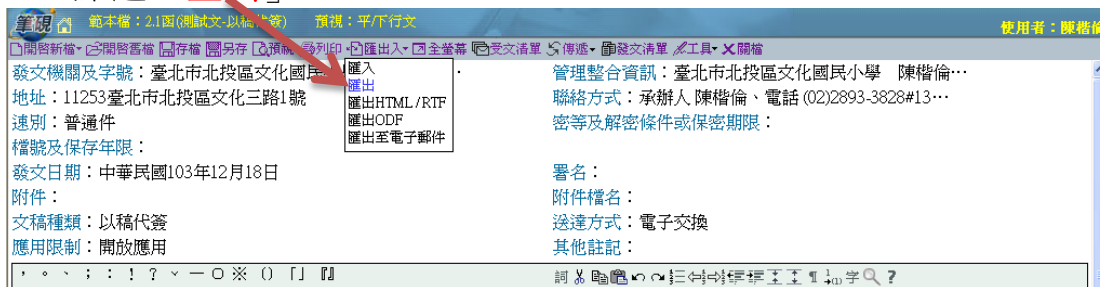 筆硯 範本檔：2.1函(測試文-以稿代簽) 預視：平/下行文
使用者：陳楷倫
開啓新檔 開啓舊檔 存檔 另存 預視 列印 匯出入 全螢幕 受文清單 傳遞 發文清單 工具 關檔
發文機關及字號：臺北市北投區文化國民
管理整合資訊：臺北市北投區文化國民小學 陳楷倫…
匯入
匯出
匯出HTML/RTF
匯出ODF
匯出至電子郵件
地址：11253臺北市北投區文化三路1號
聯絡方式：承辦人 陳楷倫、電話 (02)2893-3828#13…
速別：普通件
密等及解密條件或保密期限：
檔號及保存年限：
發文日期：中華民國103年12月18日
署名：
附件：
附件檔名：
文稿種類：以稿代簽
送達方式：電子交換
應用限制：開放應用
其他註記：
，。、；：！？ˇ—○※()「」『』
詞 字 ?